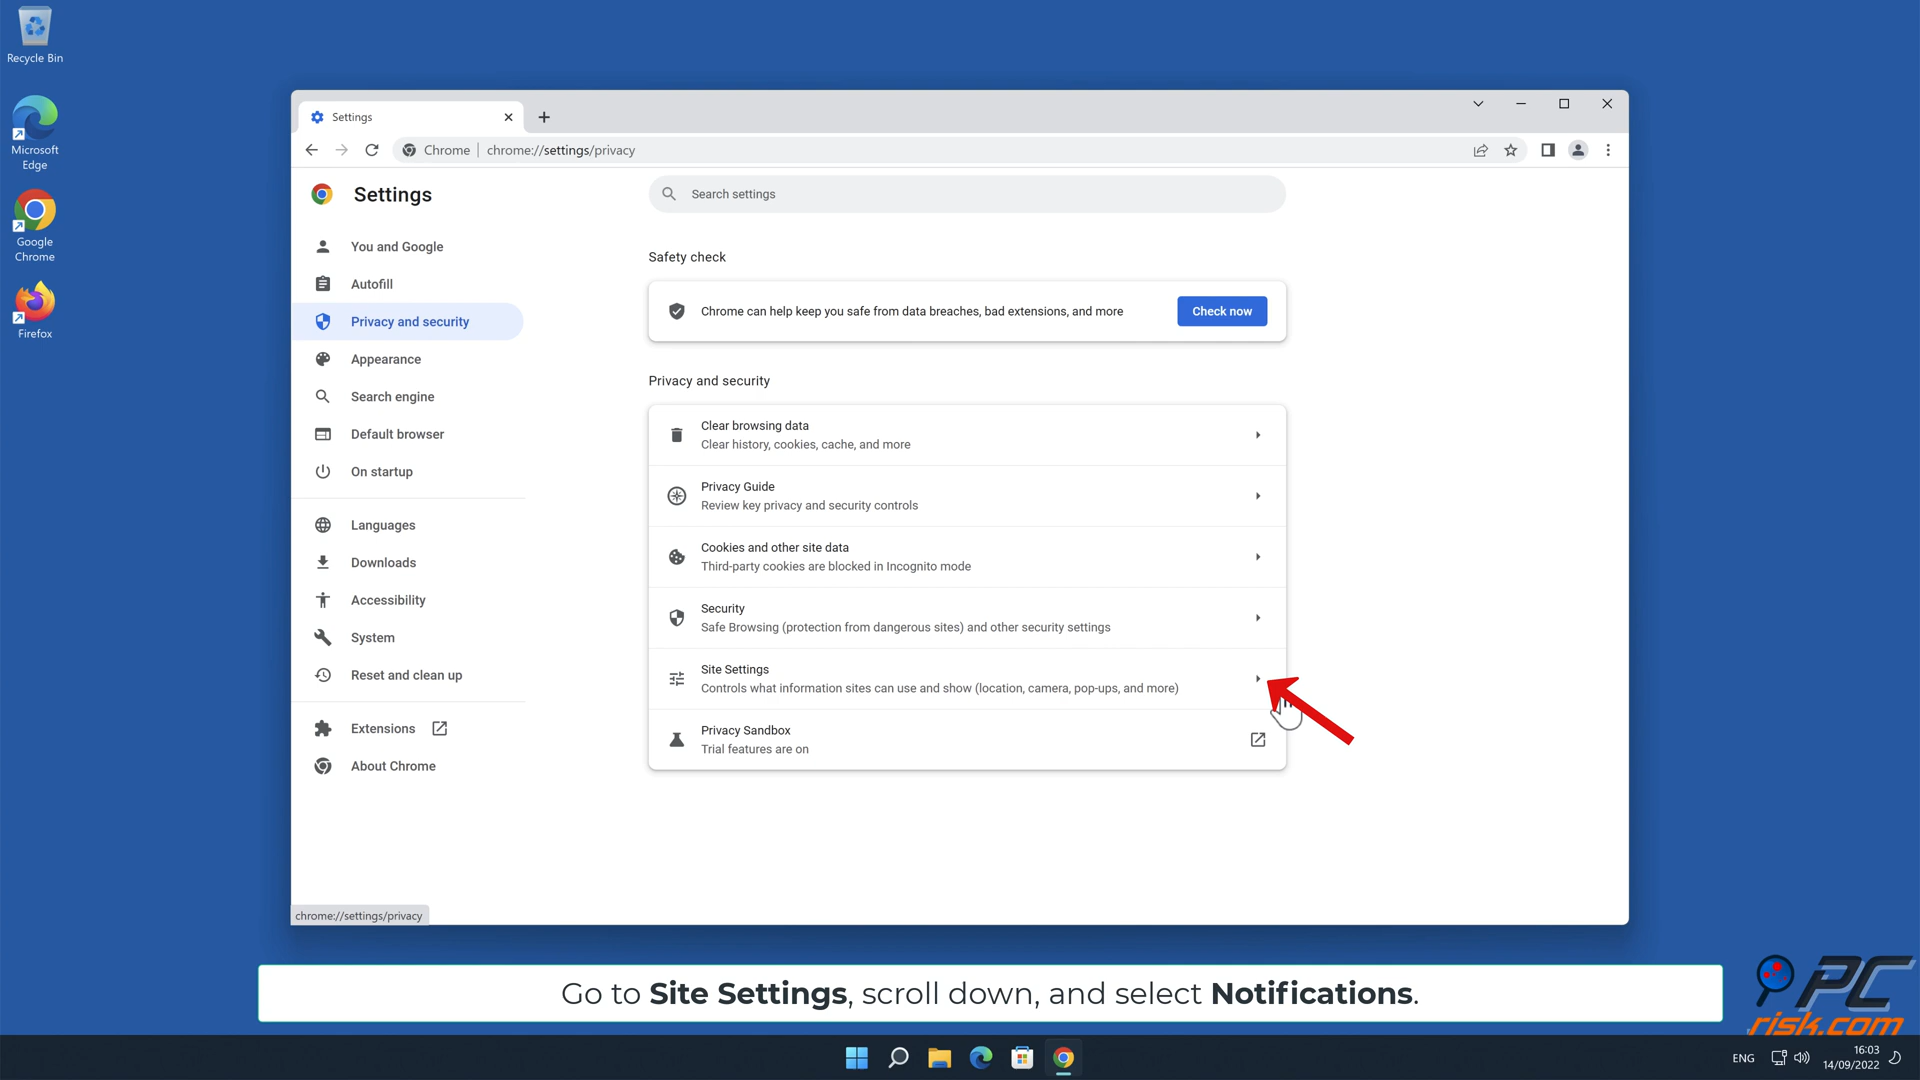 Recycle Bin
Microsoft
Edge
Google
Chrome
Firefox
Settings
Chrome
chrome://settings/privacy
Settings
Search settings
You and Google
Autofill
Privacy and security
Appearance
Search engine
Default browser
On startup
Languages
Downloads
Accessibility
System
Reset and clean up
Extensions
About Chrome
Safety check
Chrome can help keep you safe from data breaches, bad extensions, and more
Check now
Privacy and security
Clear browsing data
Clear history, cookies, cache, and more
Privacy Guide
Review key privacy and security controls
Cookies and other site data
Third-party cookies are blocked in Incognito mode
Security
Safe Browsing (protection from dangerous sites) and other security settings
Site Settings
Controls what information sites can use and show (location, camera, pop-ups, and more)
Privacy Sandbox
Trial features are on
chrome://settings/privacy
Go to Site Settings, scroll down, and select Notifications.
PC
risk.com
ENG
16:03
14/09/2022